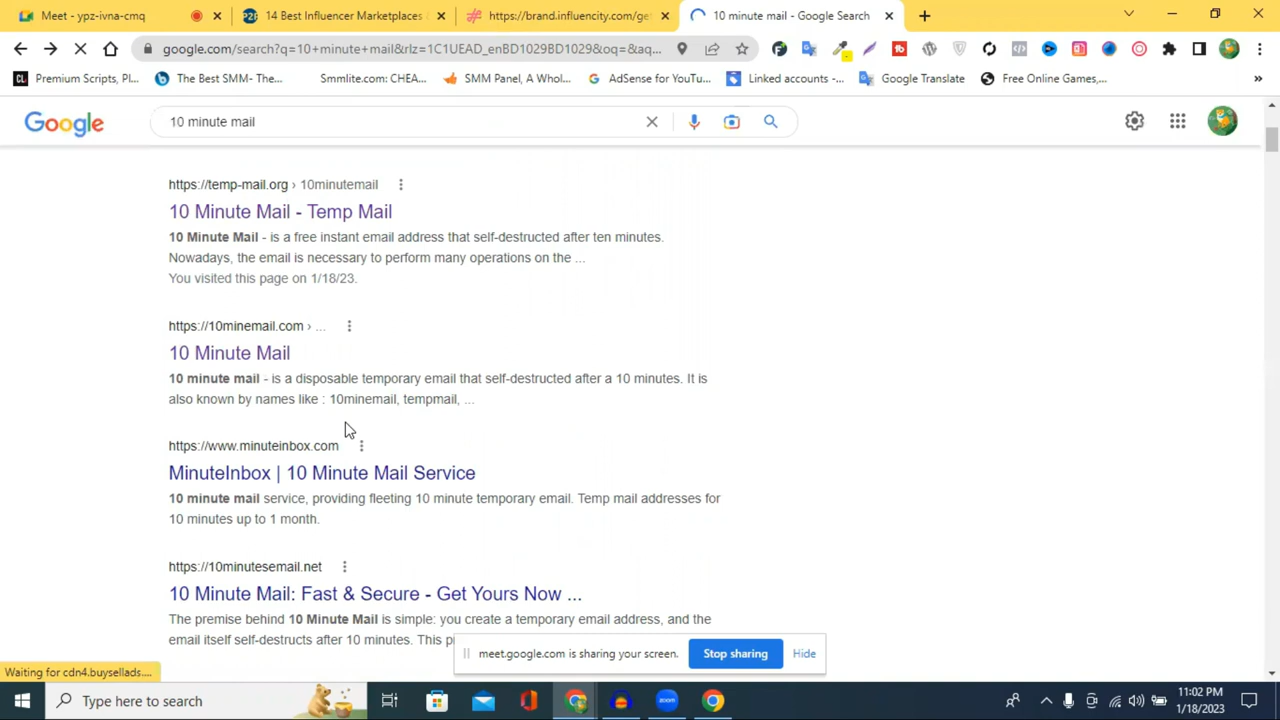 Meet - ypz-ivna-cmq
14 Best Influencer Marketplaces
https://brand.influencity.com/get
10 minute mail - Google Search
google.com/search?q=10+minute+mail&rlz=1C1UEAD_enBD1029BD1029&oq=&aq...
Premium Scripts, Pl...
The Best SMM- The...
Smmlite.com: CHEA...
SMM Panel, A Whol...
AdSense for YouTu...
Linked accounts -...
Google Translate
Free Online Games,...
Google
10 minute mail
https://temp-mail.org › 10minutemail
10 Minute Mail - Temp Mail
10 Minute Mail - is a free instant email address that self-destructed after ten minutes.
Nowadays, the email is necessary to perform many operations on the ...
You visited this page on 1/18/23.
https://10minemail.com › ...
10 Minute Mail
10 minute mail - is a disposable temporary email that self-destructed after a 10 minutes. It is
also known by names like : 10minemail, tempmail, ...
https://www.minuteinbox.com
MinuteInbox | 10 Minute Mail Service
10 minute mail service, providing fleeting 10 minute temporary email. Temp mail addresses for
10 minutes up to 1 month.
https://10minutesemail.net
10 Minute Mail: Fast & Secure - Get Yours Now ...
The premise behind 10 Minute Mail is simple: you create a temporary email address, and the
email itself self-destructs after 10 minutes. This
meet.google.com is sharing your screen.
Stop sharing
Hide
Waiting for cdn4.buysellads....
Type here to search
zoom
11:02 PM
1/18/2023